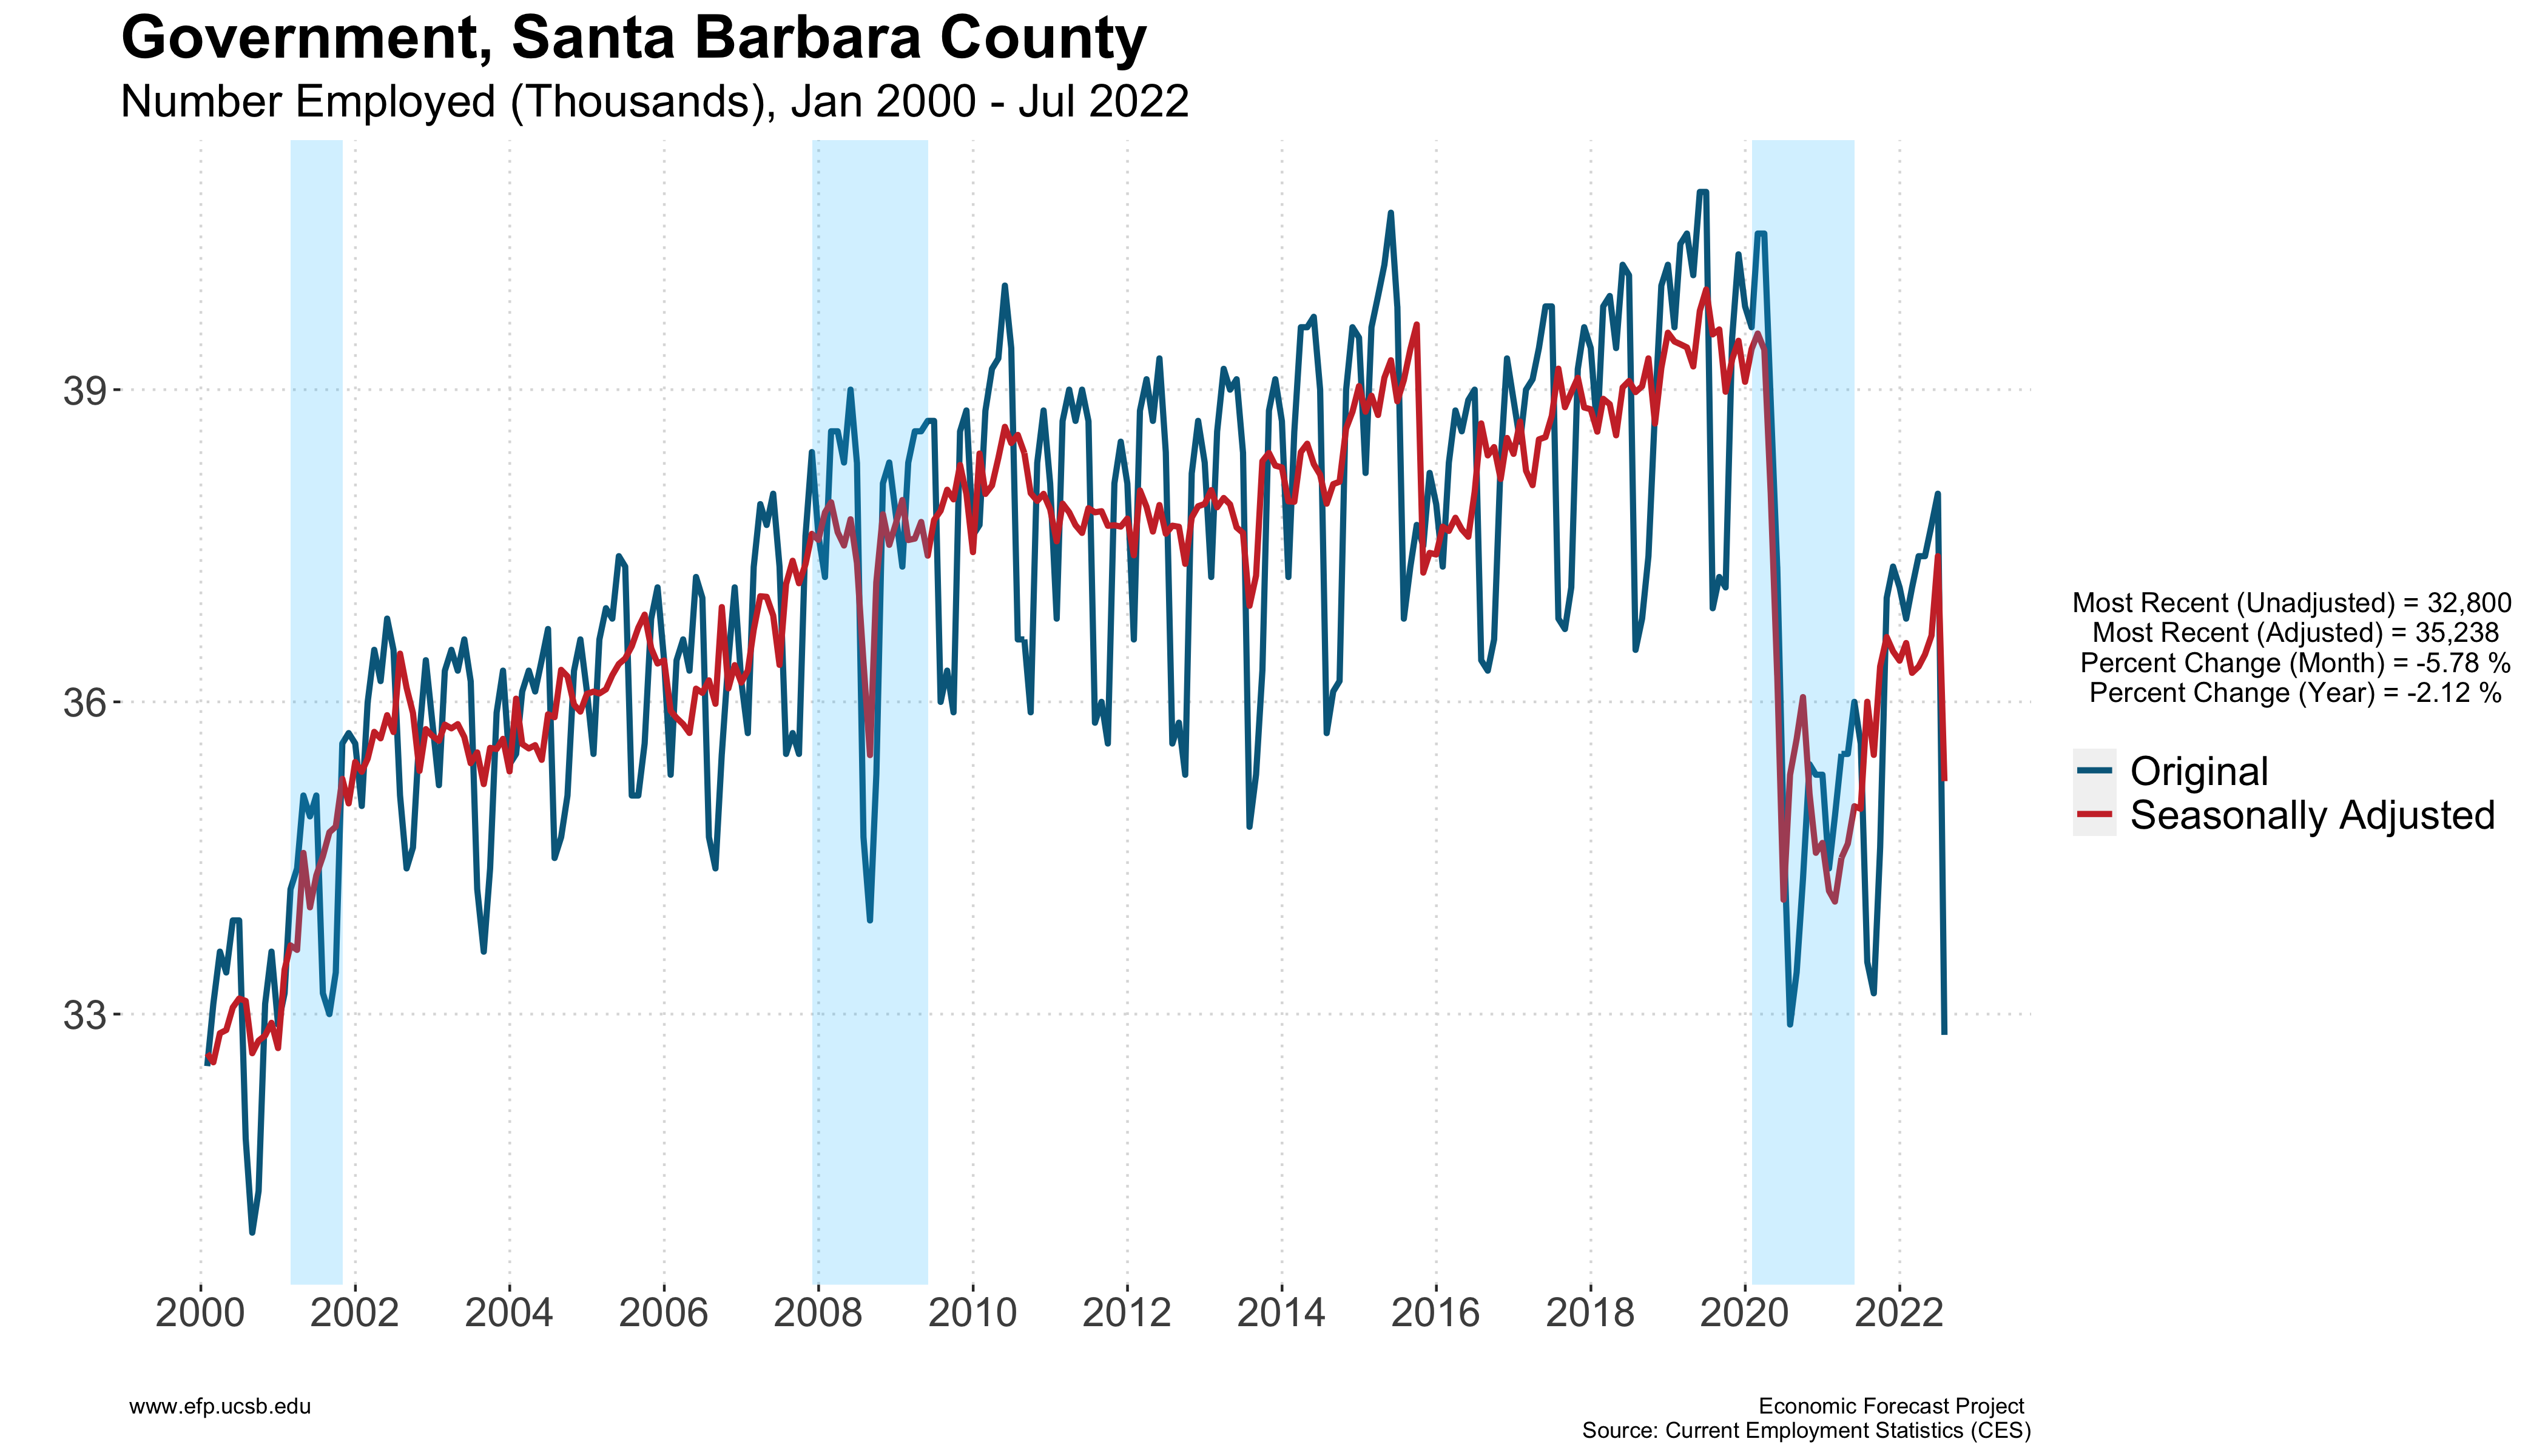 Government, Santa Barbara County
Number Employed (Thousands), Jan 2000 - Jul 2022
39
36
33
2000 2002 2004 2006 2008 2010 2012 2014 2016 2018 2020 2022
Most Recent (Unadjusted) = 32,800
Most Recent (Adjusted) = 35,238
Percent Change (Month) = -5.78 %
Percent Change (Year) = -2.12 %
Original
Seasonally Adjusted
www.efp.ucsb.edu
Economic Forecast Project
Source: Current Employment Statistics (CES)